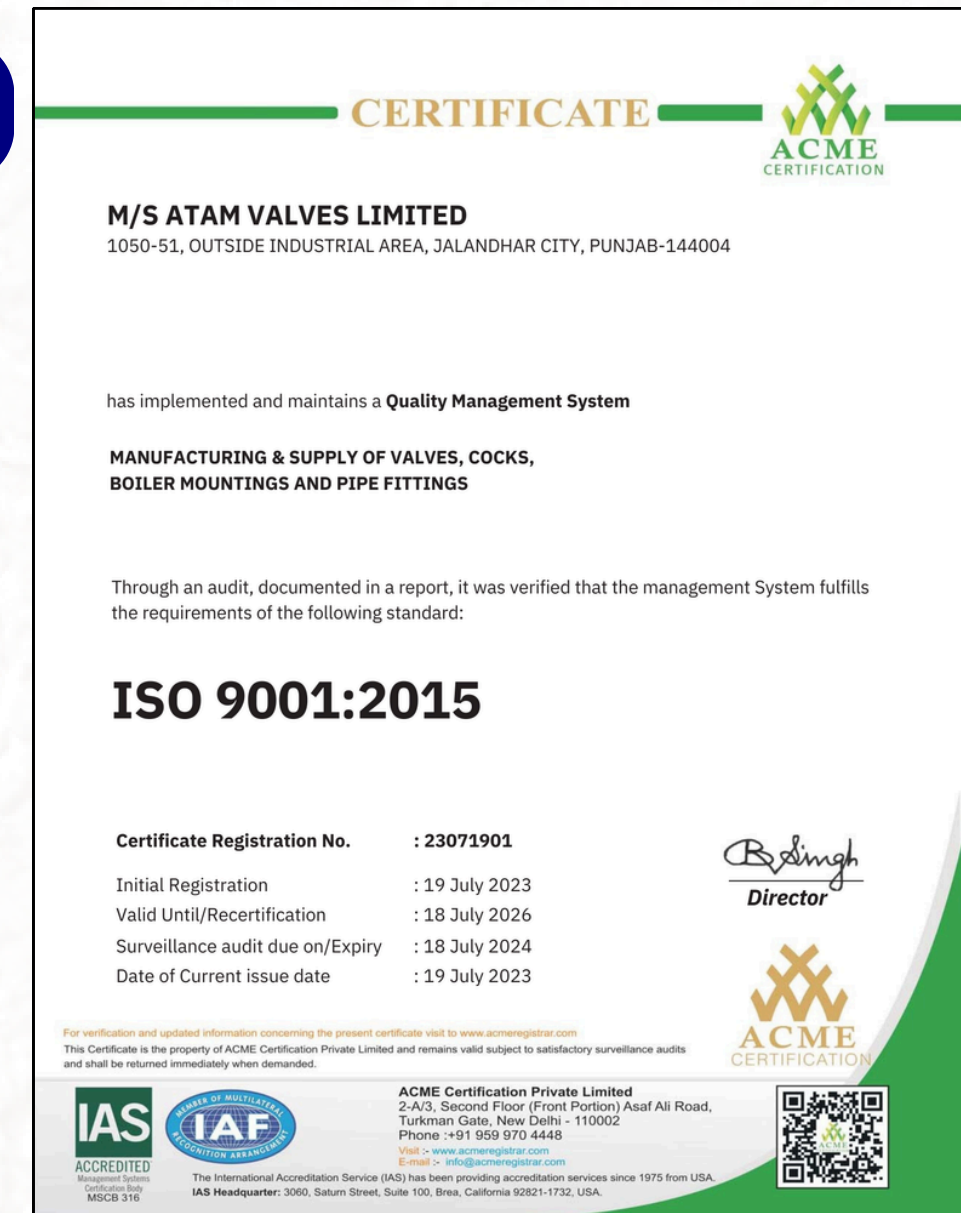 CERTIFICATE
ACME
CERTIFICATION
M/S ATAM VALVES LIMITED
1050-51, OUTSIDE INDUSTRIAL AREA, JALANDHAR CITY, PUNJAB-144004
has implemented and maintains a Quality Management System
MANUFACTURING & SUPPLY OF VALVES, COCKS,
BOILER MOUNTINGS AND PIPE FITTINGS
Through an audit, documented in a report, it was verified that the management System fulfills
the requirements of the following standard:
ISO 9001:2015
Certificate Registration No. : 23071901
Initial Registration : 19 July 2023
Valid Until/Recertification : 18 July 2026
Surveillance audit due on/Expiry : 18 July 2024
Date of Current issue date : 19 July 2023
B Singh
Director
ACME
CERTIFICATION
For verification and updated information concerning the present certificate visit to www.acmeregistrar.com
This Certificate is the property of ACME Certification Private Limited and remains valid subject to satisfactory surveillance audits
and shall be returned immediately when demanded.
IAS
ACCREDITED
Management Systems
Certification Body
MSCB 316
MEMBER OF MULTILATERAL
IAF
RECOGNITION ARRANGEMENT
ACME Certification Private Limited
2-A/3, Second Floor (Front Portion) Asaf Ali Road,
Turkman Gate, New Delhi - 110002
Phone :+91 959 970 4448
Visit :- www.acmeregistrar.com
E-mail :- info@acmeregistrar.com
The International Accreditation Service (IAS) has been providing accreditation services since 1975 from USA.
IAS Headquarter: 3060, Saturn Street, Suite 100, Brea, California 92821-1732, USA.
ACME